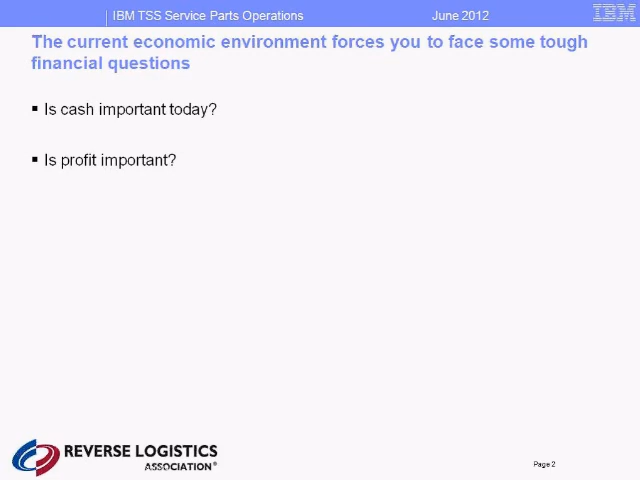 IBM TSS Service Parts Operations June 2012 IBM
The current economic environment forces you to face some tough
financial questions
▪ Is cash important today?
▪ Is profit important?
REVERSE LOGISTICS
ASSOCIATION®
Page 2